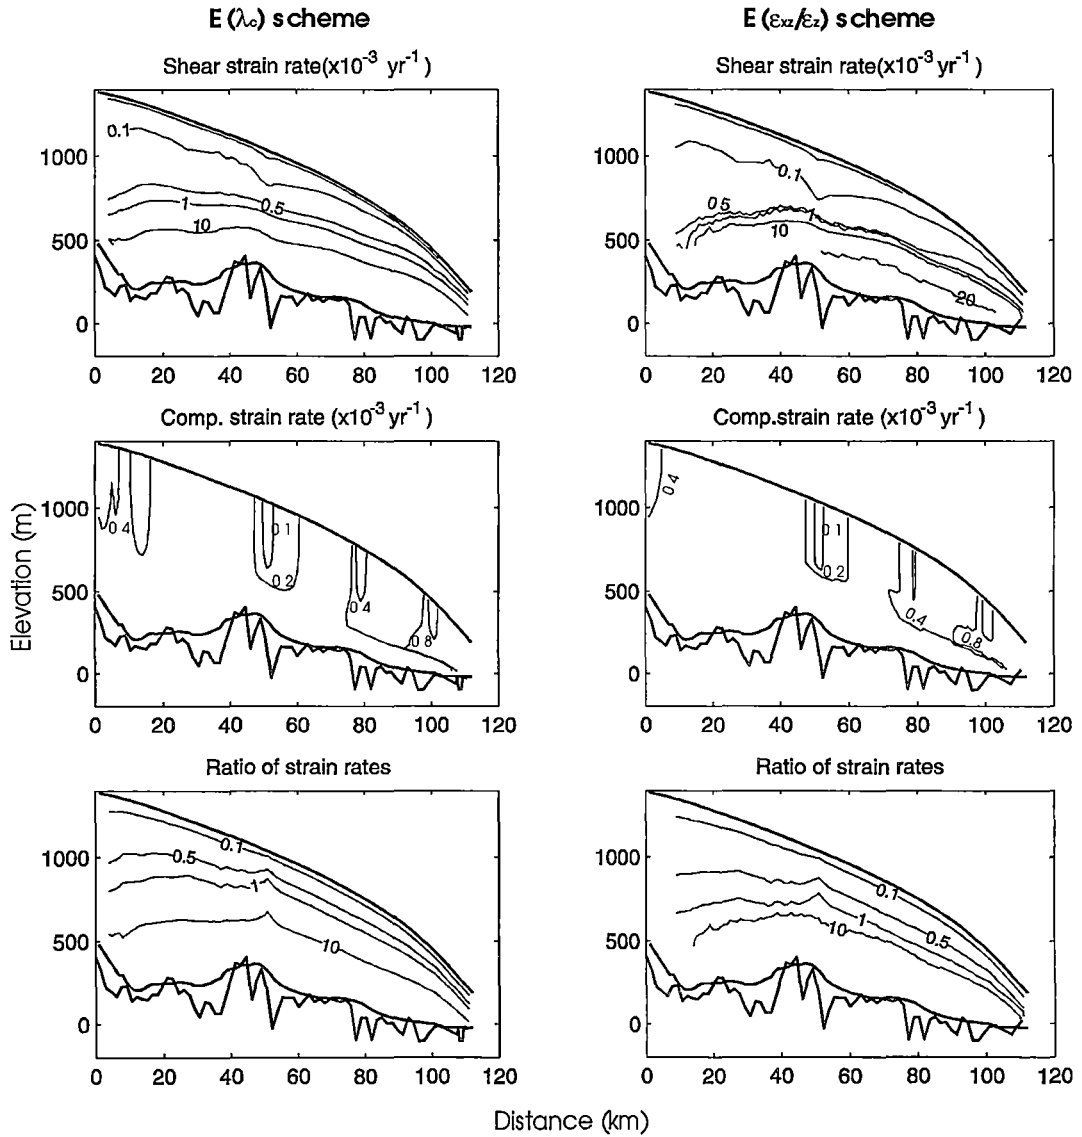 E (λc) scheme
E (εxz/εz) scheme
Shear strain rate(x10-3 yr-1 )
Shear strain rate(x10-3 yr-1 )
1000
500
0
0.1
0.5
1
10
0 20 40 60 80 100 120
1000
500
0
0.1
0 5
1
10
20
0 20 40 60 80 100 120
Comp. strain rate (x10-3 yr-1 )
Comp.strain rate (x10-3 yr-1 )
Elevation (m)
1000
500
0
0 4
0 1
0 2
0 4
0 8
0 20 40 60 80 100 120
1000
500
0
0 4
0 1
0 2
0.4
0.8
0 20 40 60 80 100 120
Ratio of strain rates
Ratio of strain rates
1000
500
0
0.1
0.5
1
10
0 20 40 60 80 100 120
1000
500
0
0.1
0.5
1
10
0 20 40 60 80 100 120
Distance (km)